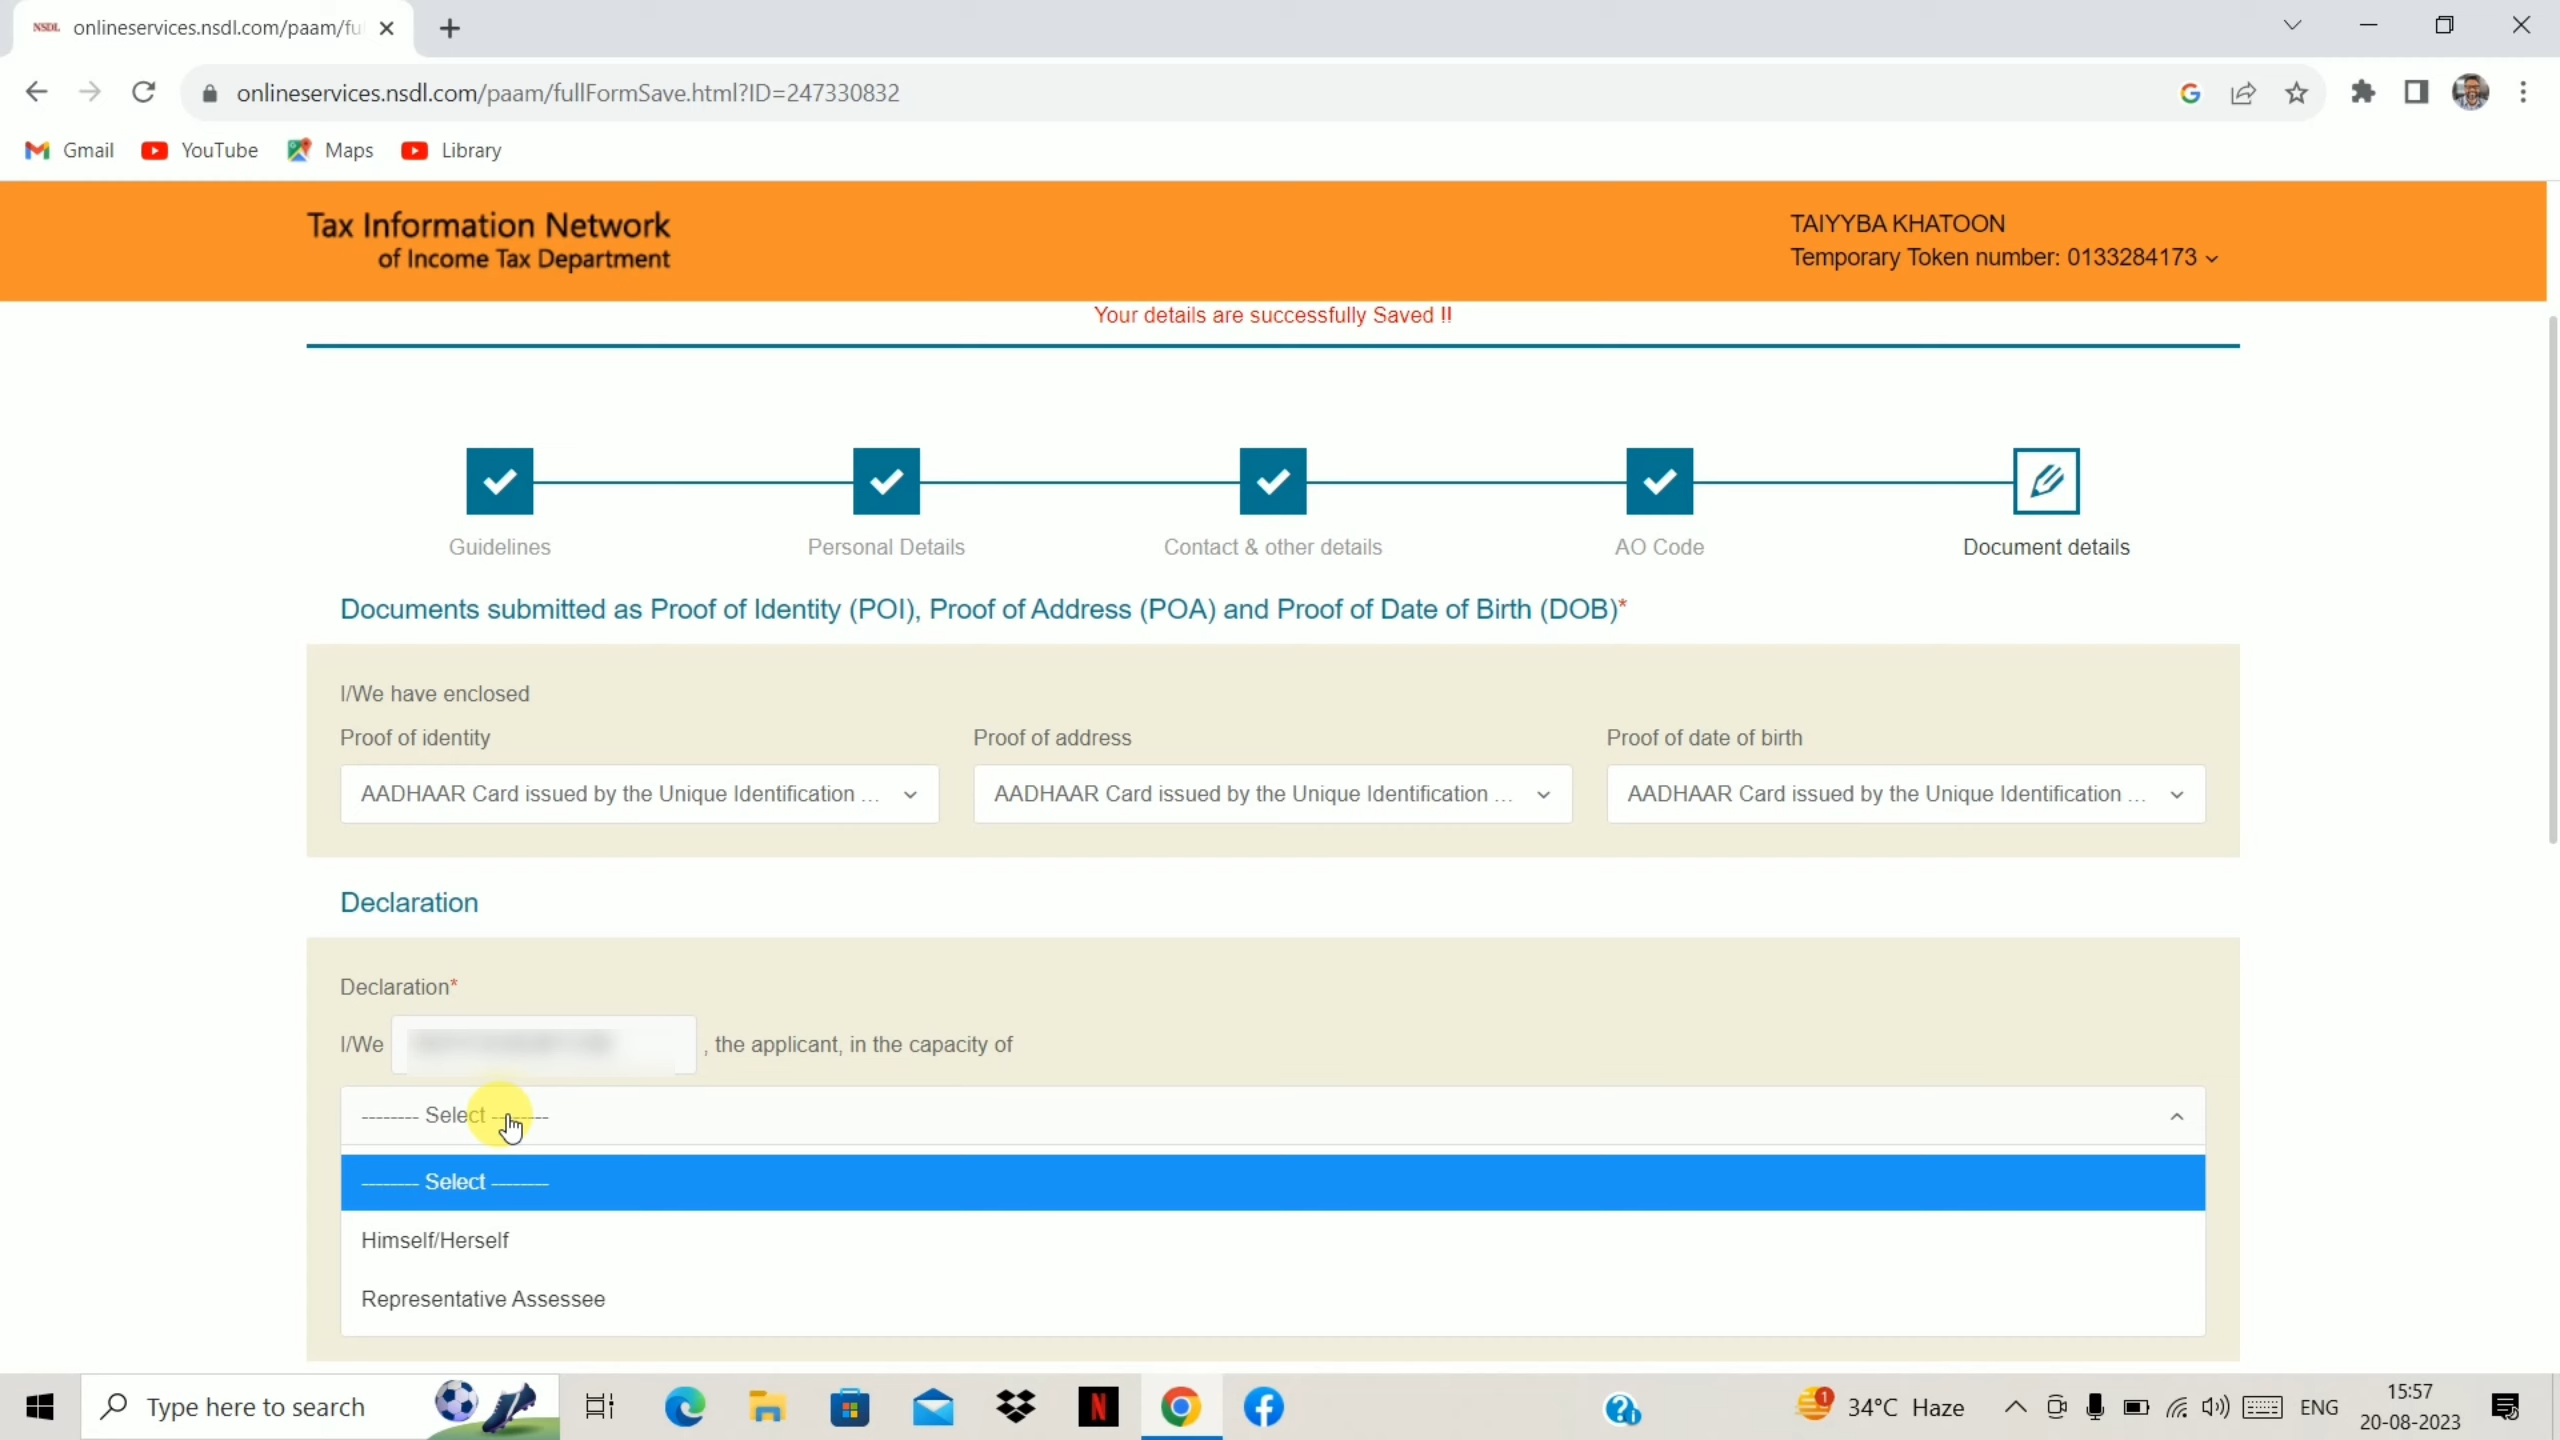 NSDL onlineservices.nsdl.com/paam/fu
onlineservices.nsdl.com/paam/fullFormSave.html?ID=247330832
Gmail YouTube Maps Library
Tax Information Network
of Income Tax Department
TAIYYBA KHATOON
Temporary Token number: 0133284173
Your details are successfully Saved !!
Guidelines Personal Details Contact & other details AO Code Document details
Documents submitted as Proof of Identity (POI), Proof of Address (POA) and Proof of Date of Birth (DOB)*
I/We have enclosed
Proof of identity Proof of address Proof of date of birth
AADHAAR Card issued by the Unique Identification ... AADHAAR Card issued by the Unique Identification ... AADHAAR Card issued by the Unique Identification ...
Declaration
Declaration*
I/We , the applicant, in the capacity of
-------- Select --------
-------- Select --------
Himself/Herself
Representative Assessee
Type here to search 1 34°C Haze ENG 15:57
20-08-2023